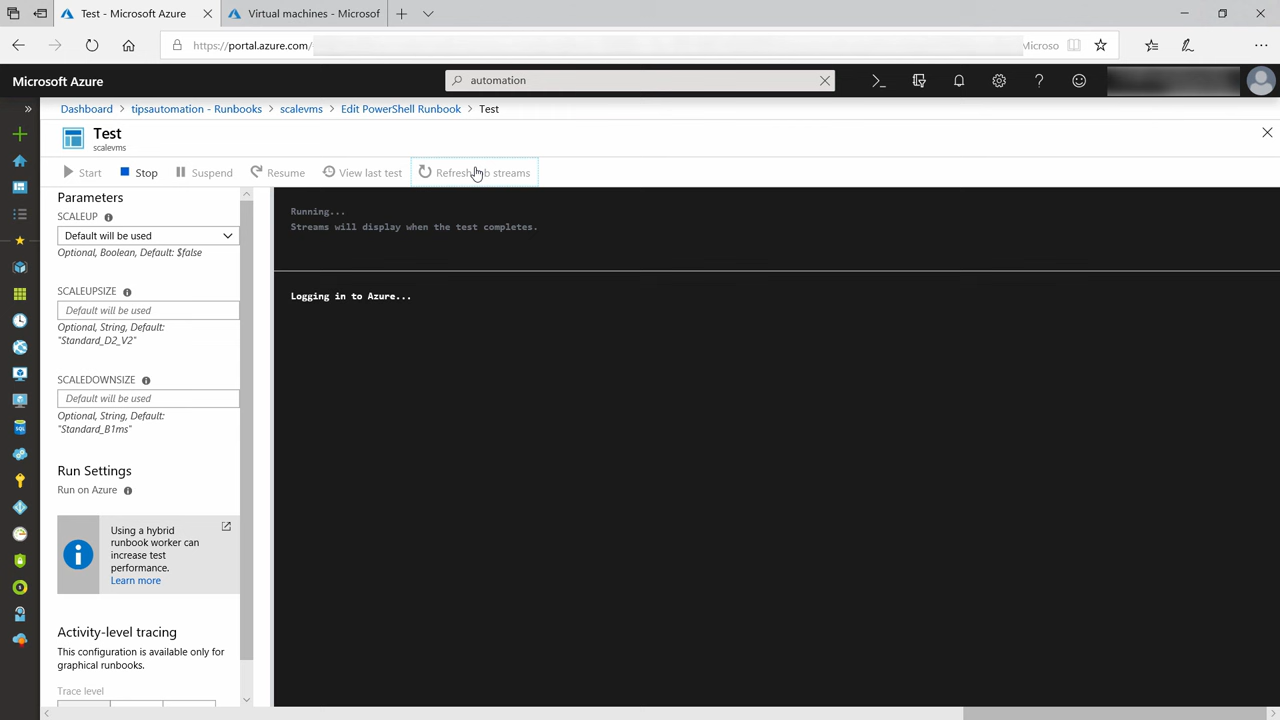 Test - Microsoft Azure
Virtual machines - Microsof
https://portal.azure.com/
Microso
Microsoft Azure
automation
Dashboard > tipsautomation - Runbooks > scalevms > Edit PowerShell Runbook > Test
Test
scalevms
Start
Stop
Suspend
Resume
View last test
Refresh job streams
Parameters
SCALEUP
Default will be used
Optional, Boolean, Default: $false
SCALEUPSIZE
Default will be used
Optional, String, Default:
"Standard_D2_V2"
SCALEDOWNSIZE
Default will be used
Optional, String, Default:
"Standard_B1ms"
Run Settings
Run on Azure
Using a hybrid
runbook worker can
increase test
performance.
Learn more
Activity-level tracing
This configuration is available only for
graphical runbooks.
Trace level
Running...
Streams will display when the test completes.
Logging in to Azure...